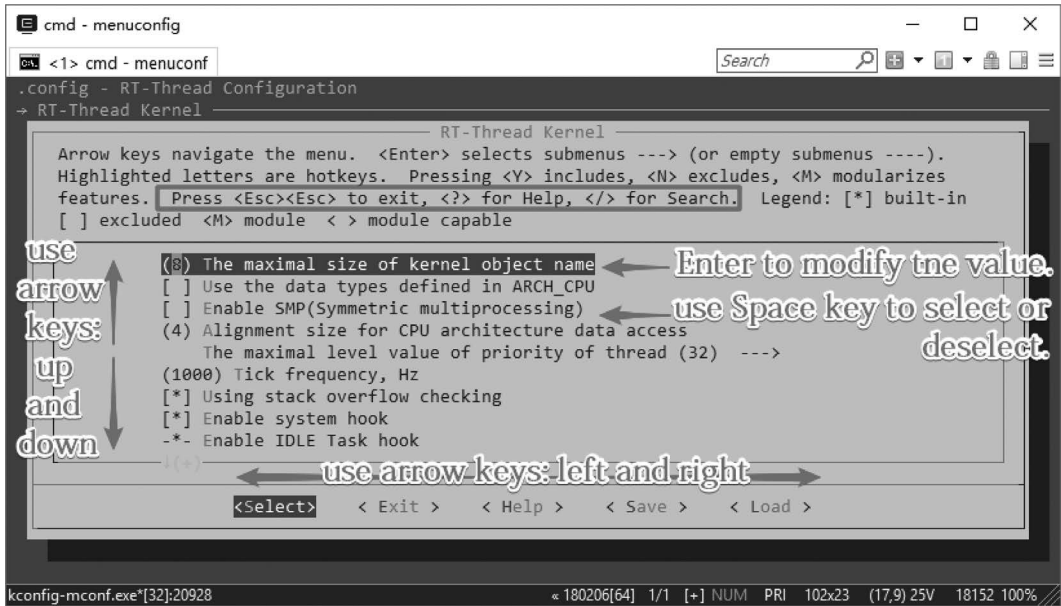 cmd - menuconfig
<1> cmd - menuconf
Search
.config - RT-Thread Configuration
→ RT-Thread Kernel
RT-Thread Kernel
Arrow keys navigate the menu. <Enter> selects submenus ---> (or empty submenus ----).
Highlighted letters are hotkeys. Pressing <Y> includes, <N> excludes, <M> modularizes
features. Press <Esc><Esc> to exit, <?> for Help, </> for Search. Legend: [*] built-in
[ ] excluded <M> module < > module capable
use
arrow
keys:
up
and
down
(8) The maximal size of kernel object name
[ ] Use the data types defined in ARCH_CPU
[ ] Enable SMP(Symmetric multiprocessing)
(4) Alignment size for CPU architecture data access
The maximal level value of priority of thread (32) --->
(1000) Tick frequency, Hz
[*] Using stack overflow checking
[*] Enable system hook
-*- Enable IDLE Task hook
↓(+)
Enter to modify tne value.
use Space key to select or
deselect.
use arrow keys: left and right
<Select> < Exit > < Help > < Save > < Load >
kconfig-mconf.exe*[32]:20928 « 180206[64] 1/1 [+] NUM PRI 102x23 (17,9) 25V 18152 100%